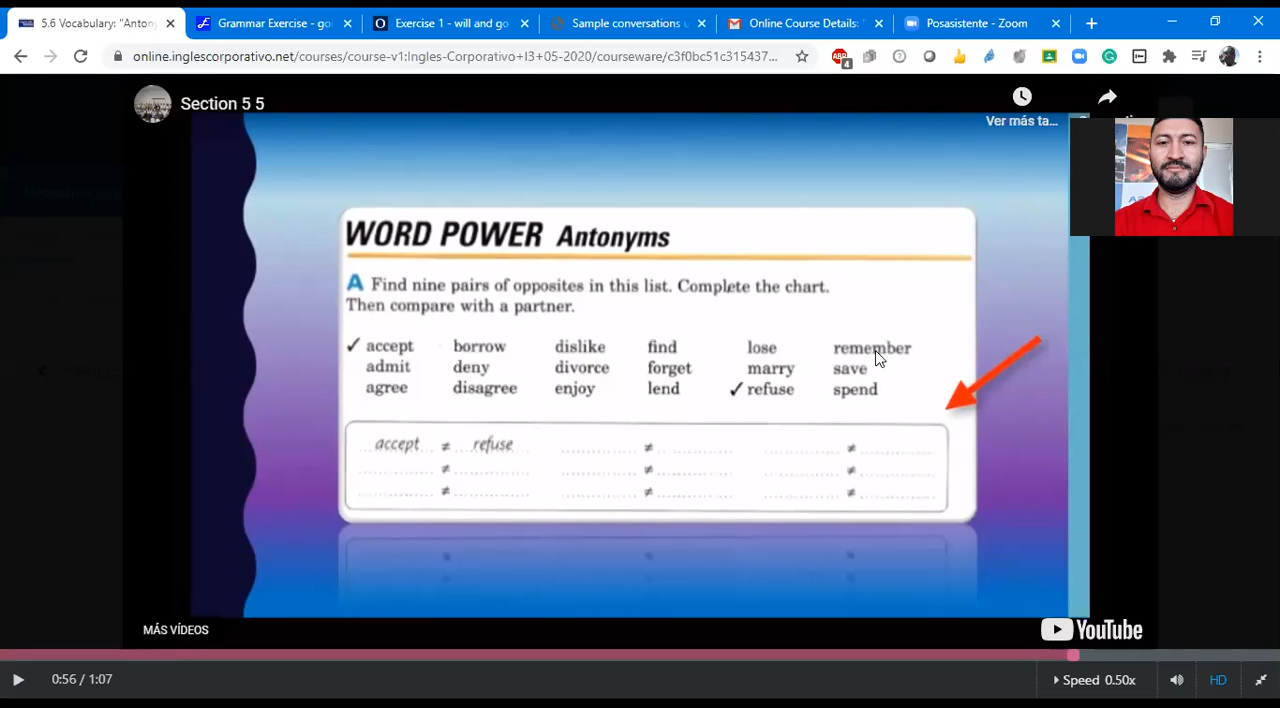 5.6 Vocabulary: "Anton
Grammar Exercise - go
Exercise 1 - will and go
Sample conversations u
Online Course Details:
Posasistente - Zoom
online.inglescorporativo.net/courses/course-v1:Ingles-Corporativo+I3+05-2020/courseware/c3f0bc51c315437...
4
Section 5 5
Ver más ta...
WORD POWER Antonyms
A Find nine pairs of opposites in this list. Complete the chart.
Then compare with a partner.
✓ accept borrow dislike find lose remember
admit deny divorce forget marry save
agree disagree enjoy lend ✓ refuse spend
accept ≠ refuse ≠ ≠
≠ ≠ ≠
≠ ≠ ≠
MÁS VÍDEOS
YouTube
0:56 / 1:07
Speed 0.50x
HD